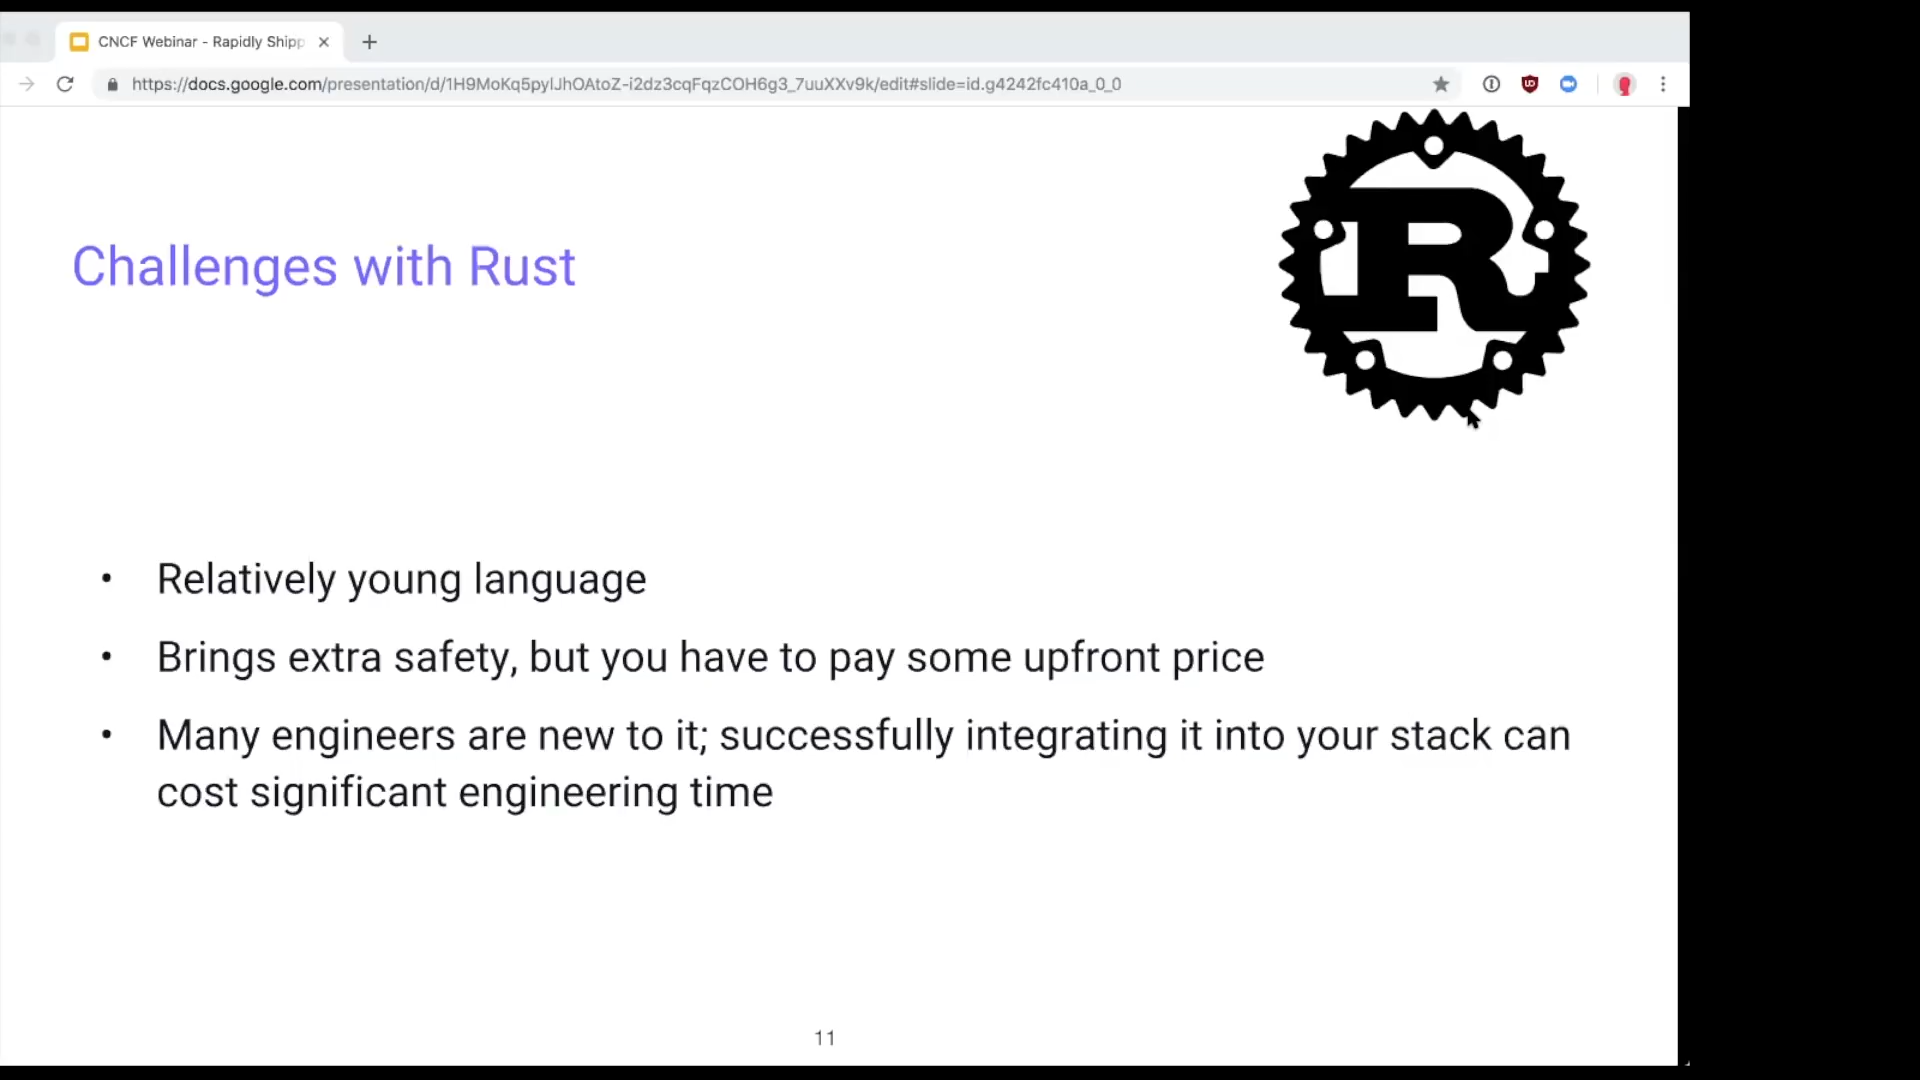 CNCF Webinar - Rapidly Shipp
https://docs.google.com/presentation/d/1H9MoKq5pylJhOAtoZ-i2dz3cqFqzCOH6g3_7uuXXv9k/edit#slide=id.g4242fc410a_0_0
R
Challenges with Rust
• Relatively young language
• Brings extra safety, but you have to pay some upfront price
• Many engineers are new to it; successfully integrating it into your stack can
cost significant engineering time
11